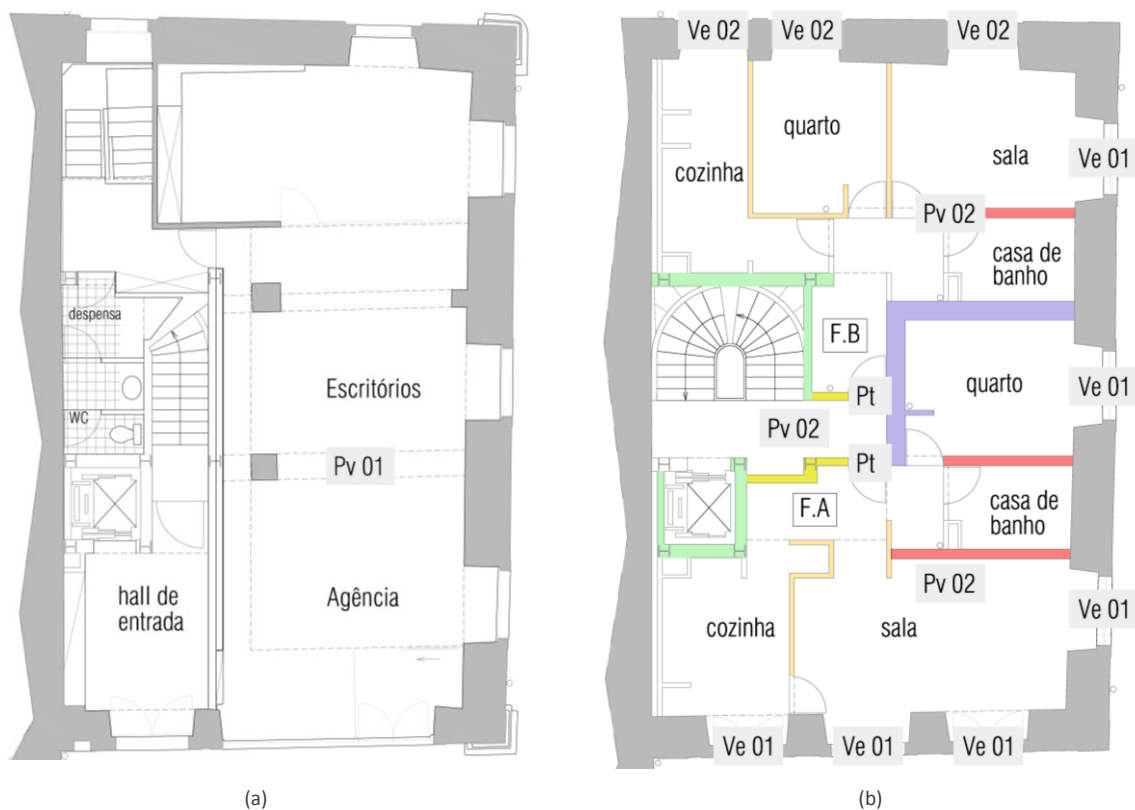 despensa
WC
Escritórios
Pv 01
hall de
entrada
Agência
(a)
Ve 02
Ve 02
Ve 02
quarto
cozinha
sala
Ve 01
Pv 02
casa de
banho
F.B
quarto
Ve 01
Pt
Pv 02
Pt
casa de
banho
F.A
Pv 02
Ve 01
cozinha
sala
Ve 01
Ve 01
Ve 01
(b)